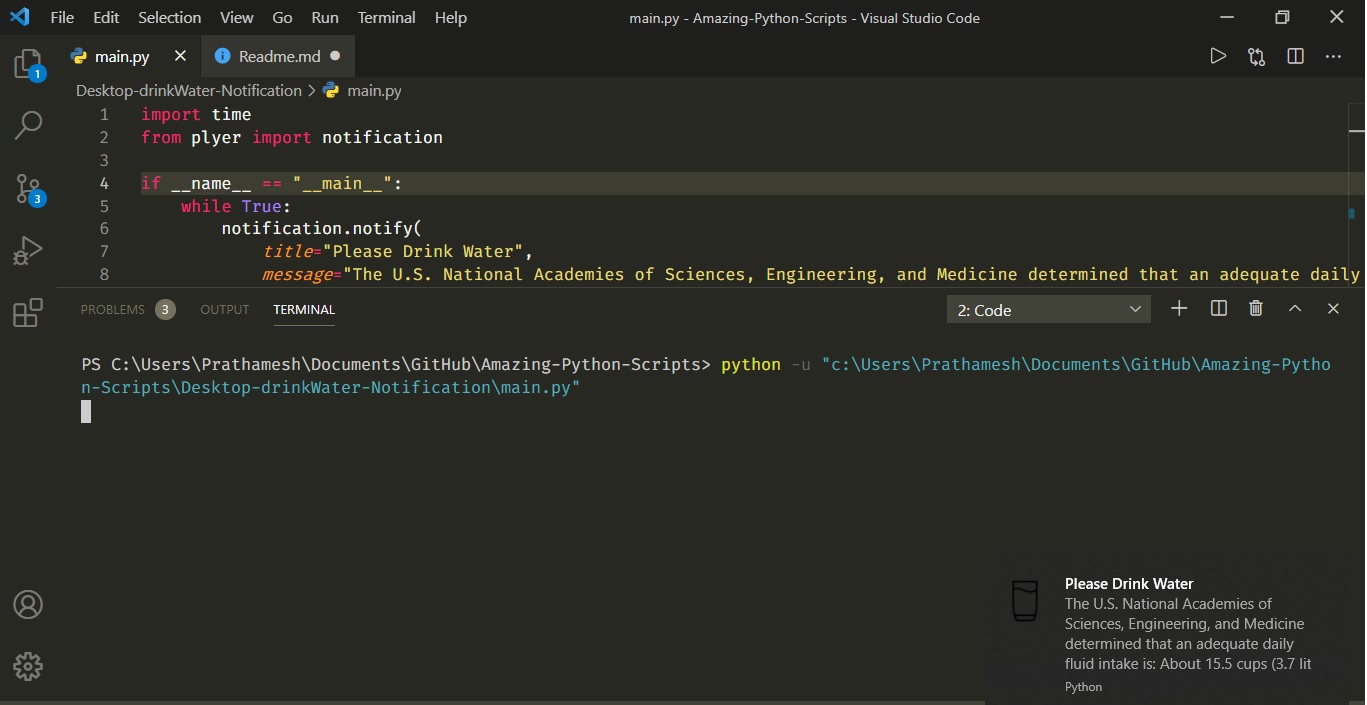 File Edit Selection View Go Run Terminal Help main.py - Amazing-Python-Scripts - Visual Studio Code
main.py Readme.md
1
Desktop-drinkWater-Notification > main.py
1 import time
2 from plyer import notification
3
4 if __name__ == "__main__":
3
5 while True:
6 notification.notify(
7 title="Please Drink Water",
8 message="The U.S. National Academies of Sciences, Engineering, and Medicine determined that an adequate daily
PROBLEMS 3 OUTPUT TERMINAL 2: Code
PS C:\Users\Prathamesh\Documents\GitHub\Amazing-Python-Scripts> python -u "c:\Users\Prathamesh\Documents\GitHub\Amazing-Pytho
n-Scripts\Desktop-drinkWater-Notification\main.py"
Please Drink Water
The U.S. National Academies of
Sciences, Engineering, and Medicine
determined that an adequate daily
fluid intake is: About 15.5 cups (3.7 lit
Python